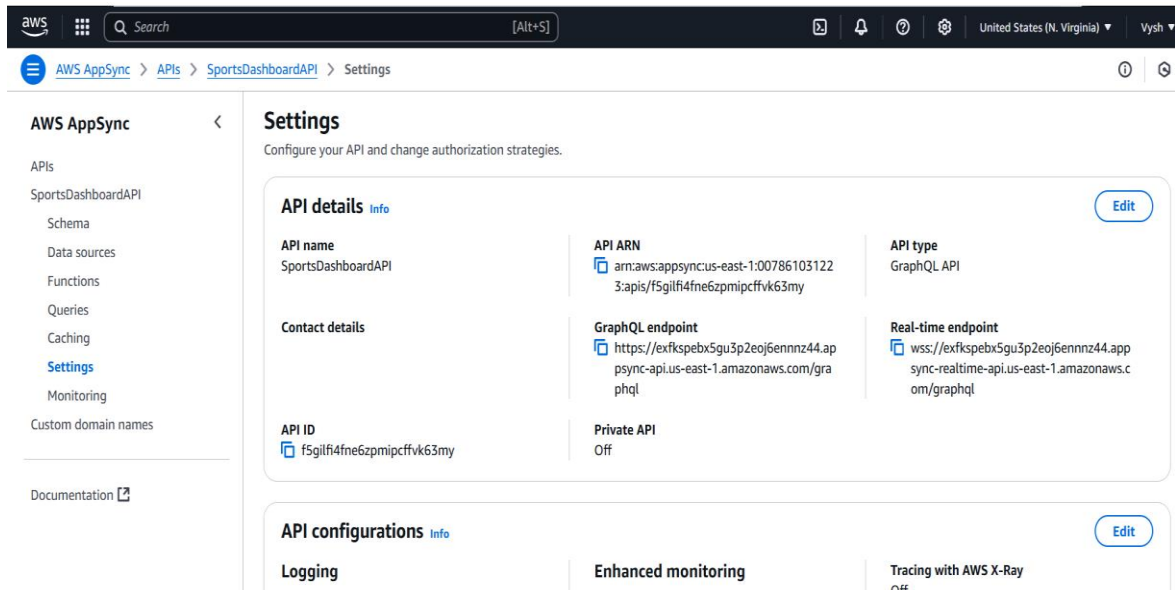 aws
Search [Alt+S] United States (N. Virginia) Vysh
AWS AppSync > APIs > SportsDashboardAPI > Settings
AWS AppSync
APIs
SportsDashboardAPI
Schema
Data sources
Functions
Queries
Caching
Settings
Monitoring
Custom domain names
Documentation
Settings
Configure your API and change authorization strategies.
API details Info
Edit
API name
SportsDashboardAPI
API ARN
arn:aws:appsync:us-east-1:00786103122
3:apis/f5gilfi4fne6zpmipcffvk63my
API type
GraphQL API
Contact details
GraphQL endpoint
https://exfkspebx5gu3p2eoj6ennnz44.ap
psync-api.us-east-1.amazonaws.com/gra
phql
Real-time endpoint
wss://exfkspebx5gu3p2eoj6ennnz44.app
sync-realtime-api.us-east-1.amazonaws.c
om/graphql
API ID
f5gilfi4fne6zpmipcffvk63my
Private API
Off
API configurations Info
Edit
Logging
Enhanced monitoring
Tracing with AWS X-Ray
Off